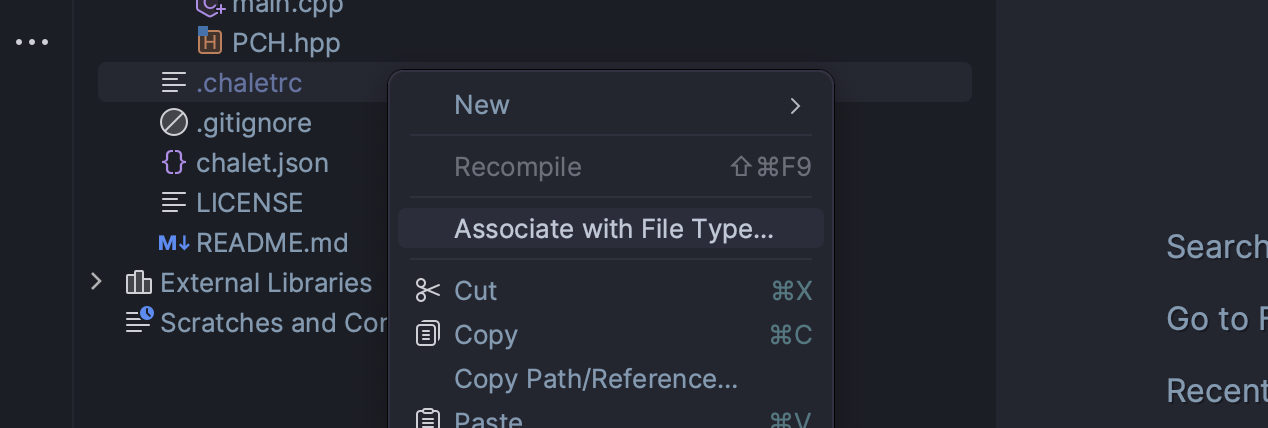 main.cpp
PCH.hpp
.chaletrc
.gitignore
{} chalet.json
LICENSE
M↓ README.md
External Libraries
Scratches and Con
New
Recompile ⇧⌘F9
Associate with File Type...
Cut ⌘X
Copy ⌘C
Copy Path/Reference...
Paste ⌘V
Search
Go to F
Recent